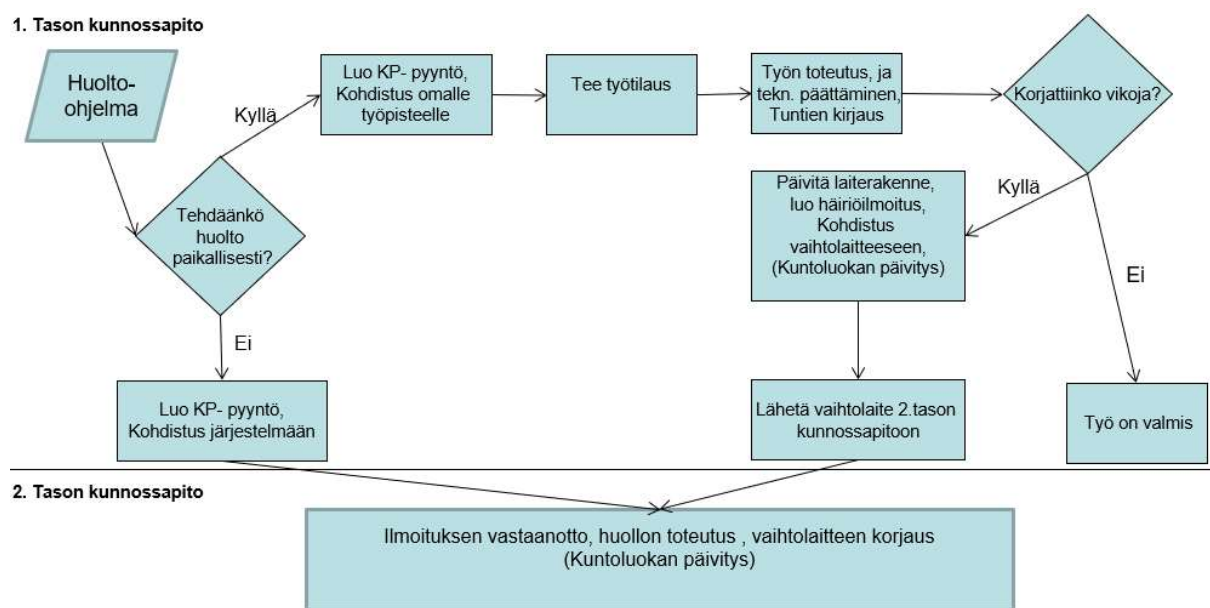 1. Tason kunnossapito
Huolto-
ohjelma
Kyllä
Luo KP- pyyntö,
Kohdistus omalle
työpisteelle
Tee työtilaus
Työn toteutus, ja
tekn. päättäminen,
Tuntien kirjaus
Korjattiinko vikoja?
Tehdäänkö
huolto
paikallisesti?
Päivitä laiterakenne,
luo häiriöilmoitus,
Kohdistus
vaihtolaitteeseen,
(Kuntoluokan päivitys)
Kyllä
Ei
Ei
Luo KP- pyyntö,
Kohdistus järjestelmään
Lähetä vaihtolaite 2.tason
kunnossapitoon
Työ on valmis
2. Tason kunnossapito
Ilmoituksen vastaanotto, huollon toteutus , vaihtolaitteen korjaus
(Kuntoluokan päivitys)